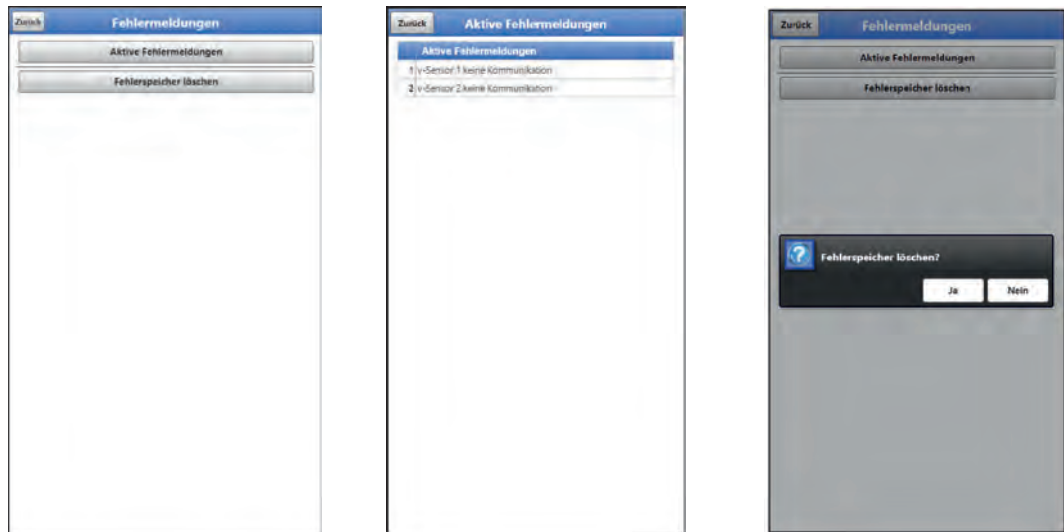 Zurück Fehlermeldungen
Aktive Fehlermeldungen
Fehlerspeicher löschen
Zurück Aktive Fehlermeldungen
Aktive Fehlermeldungen
1 v-Sensor 1 keine Kommunikation
2 v-Sensor 2 keine Kommunikation
Zurück Fehlermeldungen
Aktive Fehlermeldungen
Fehlerspeicher löschen
Fehlerspeicher löschen?
Ja Nein